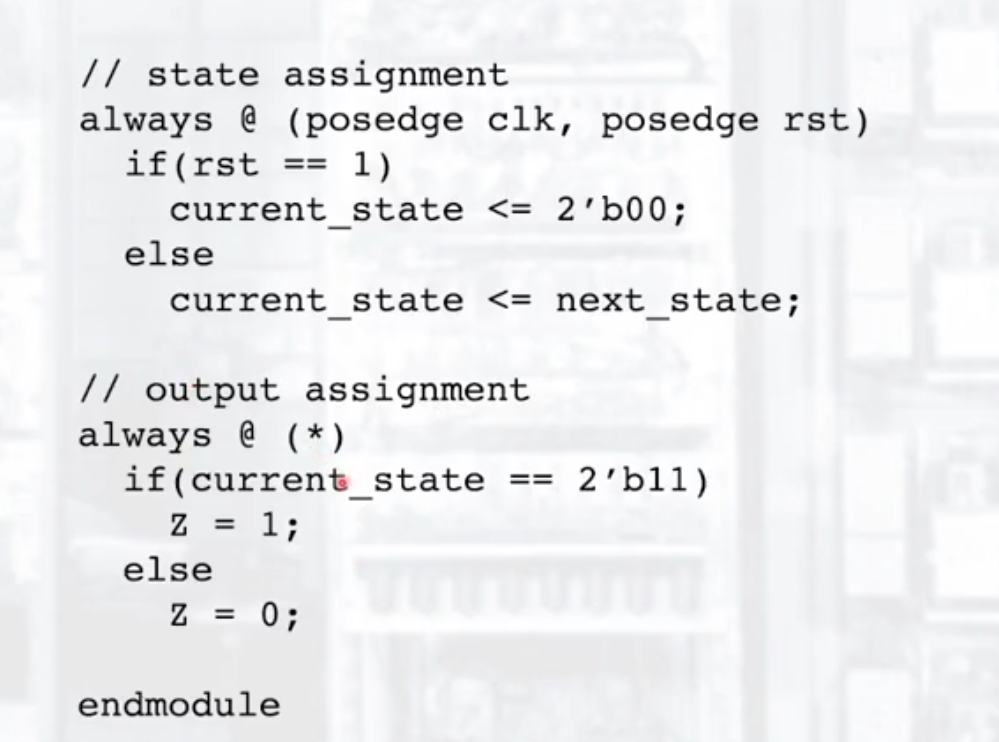 // state assignment
always @ (posedge clk, posedge rst)
if(rst == 1)
current_state <= 2’b00;
else
current_state <= next_state;
// output assignment
always @ (*)
if(current_state == 2’b11)
Z = 1;
else
Z = 0;
endmodule